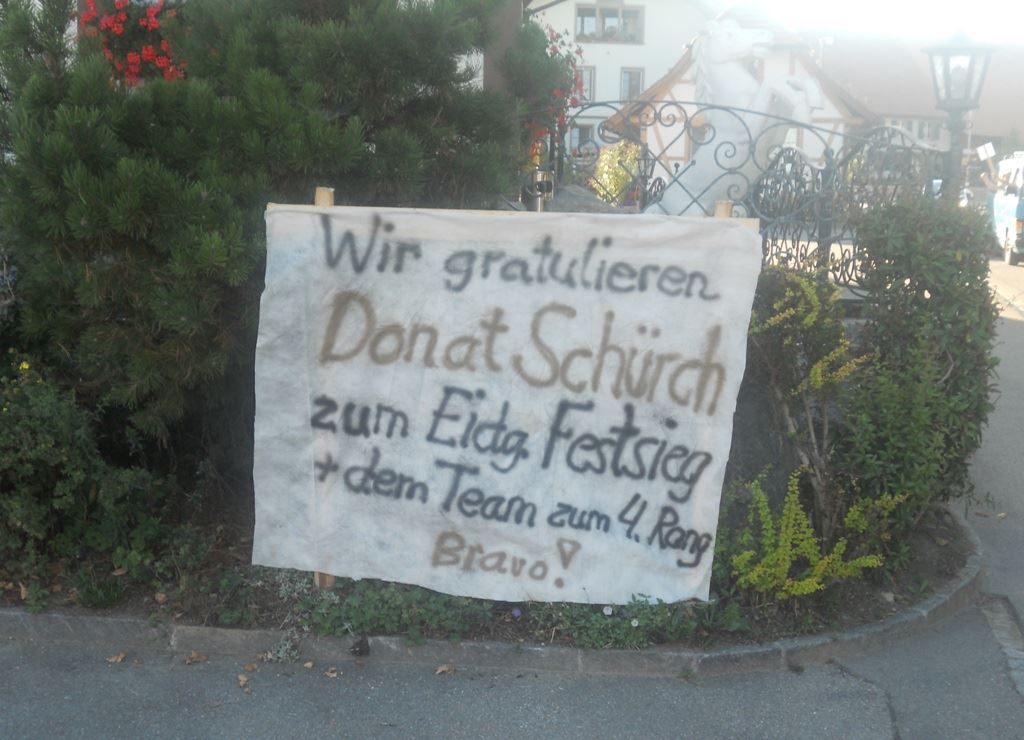 Wir gratulieren
Donat Schürch
zum Eidg. Festsieg
+ dem Team zum 4. Rang
Bravo!